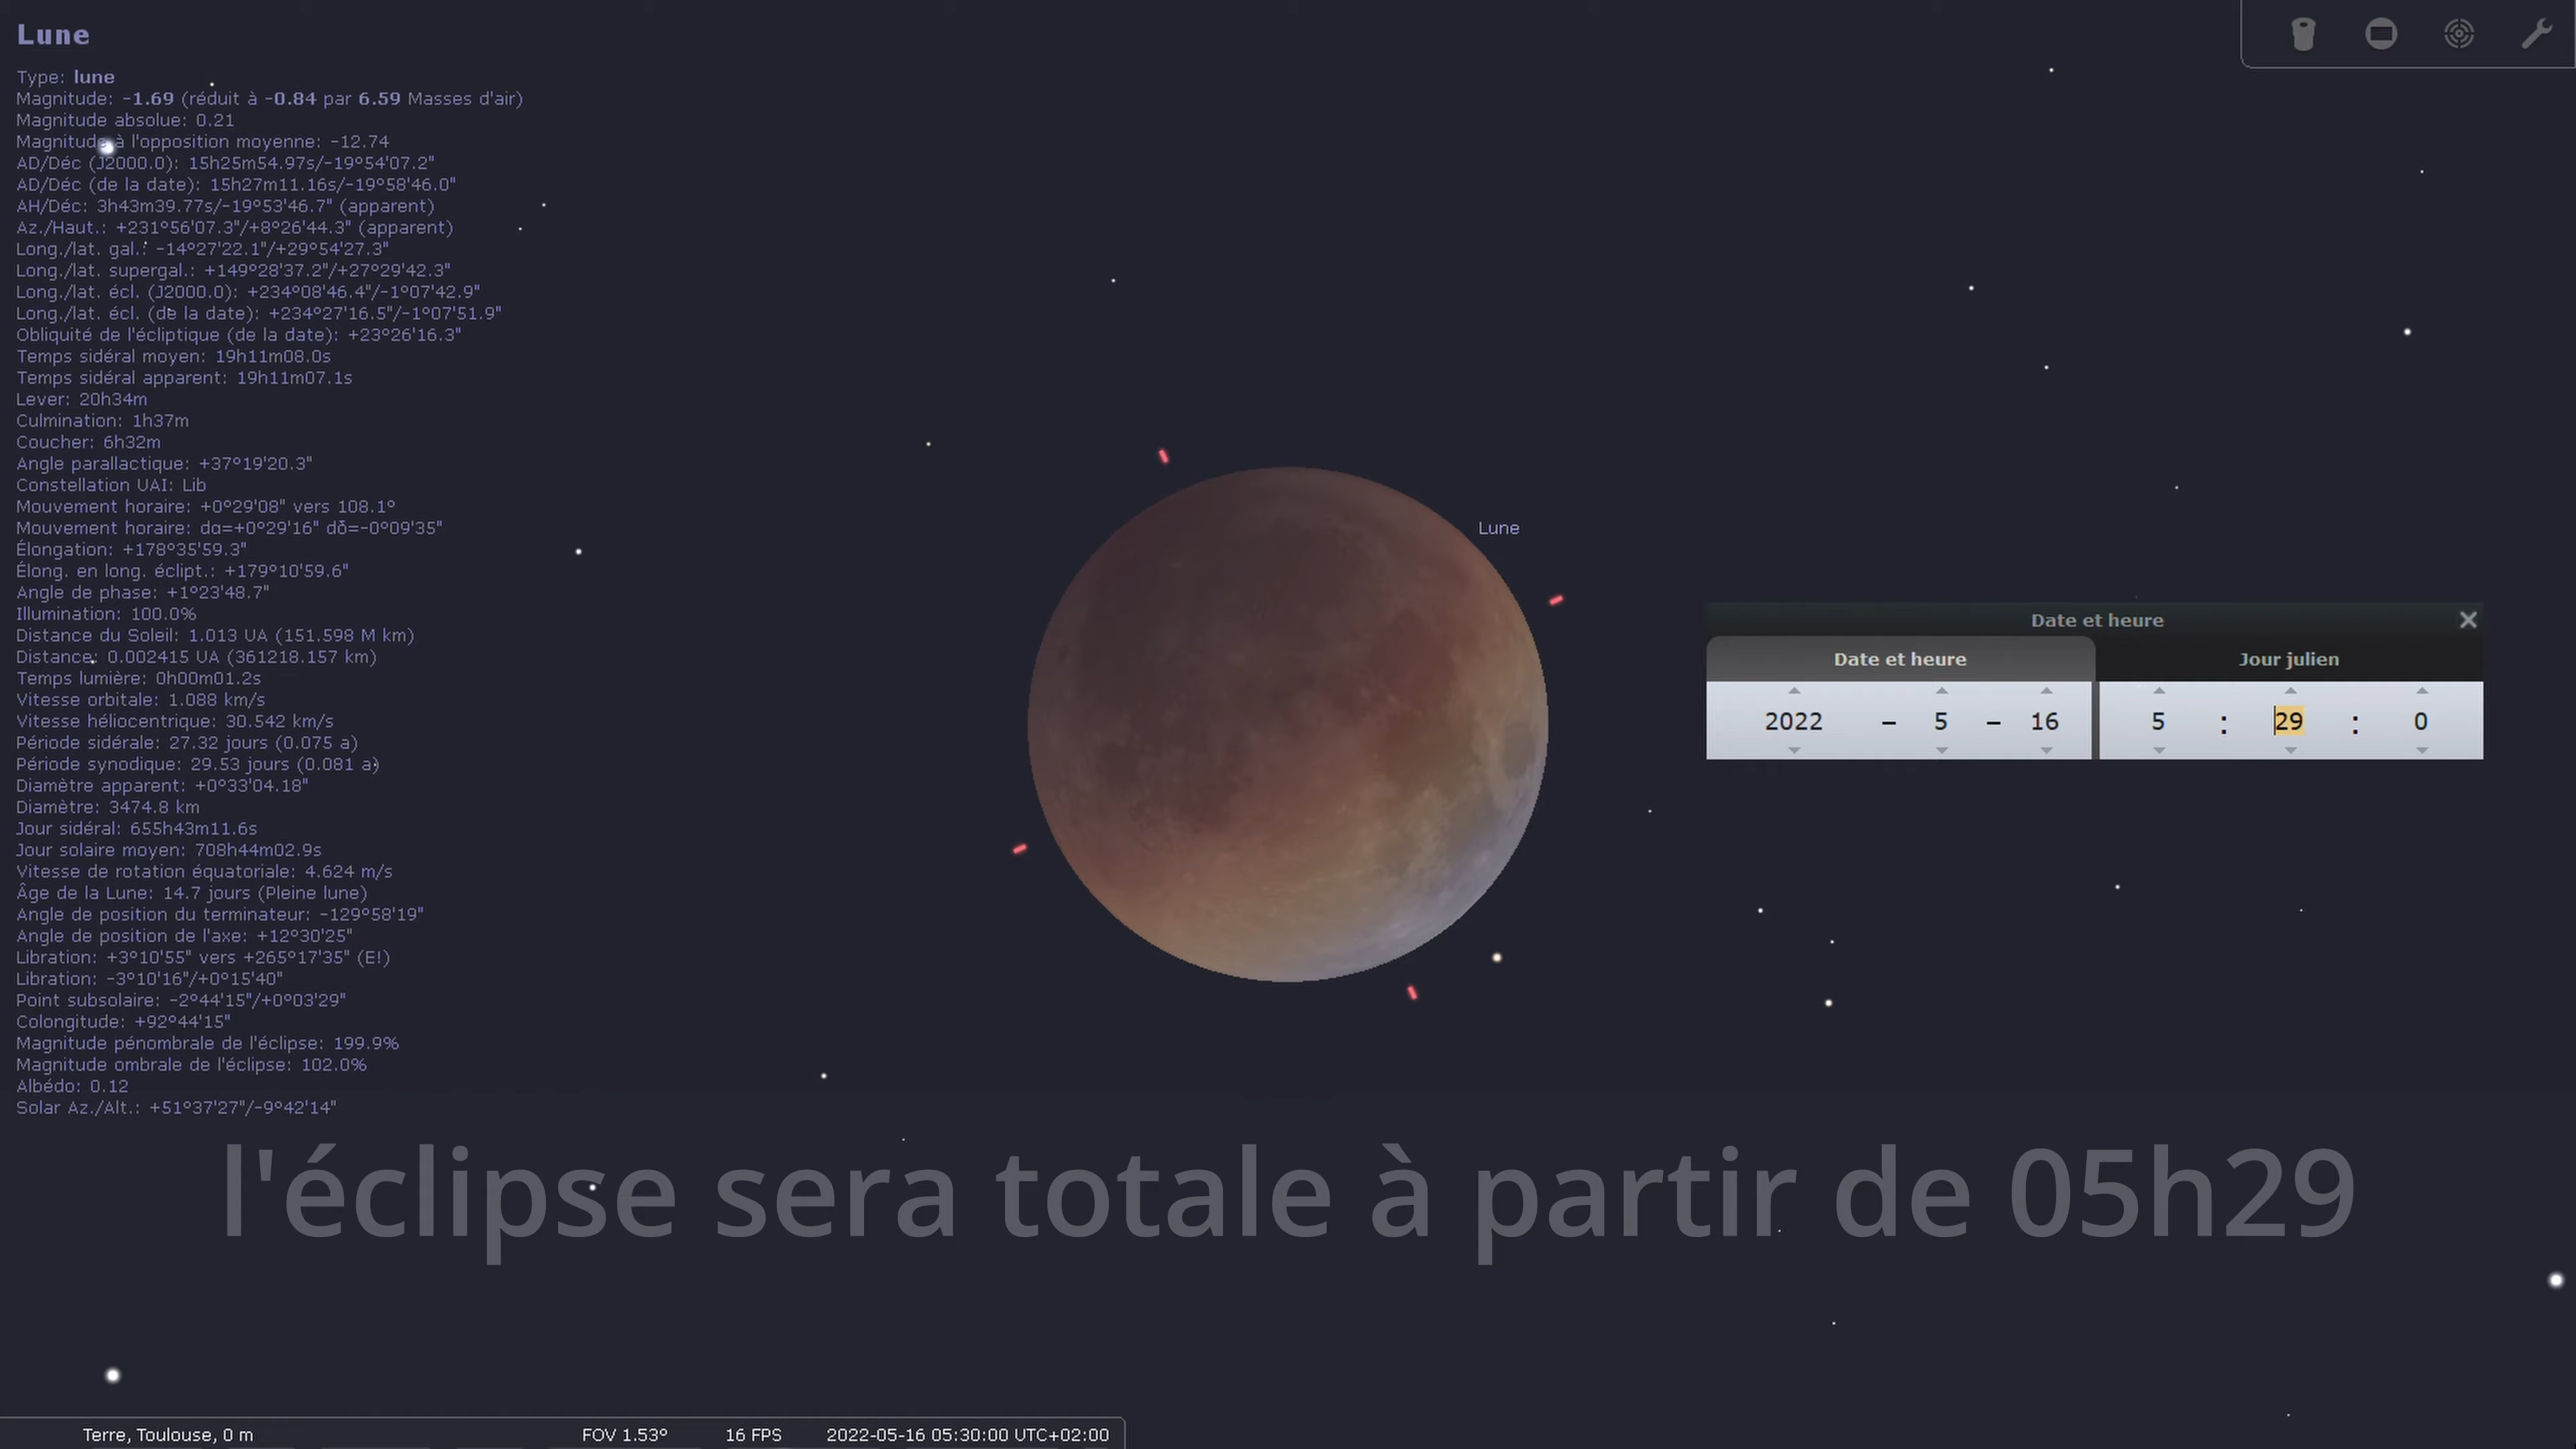 Lune
Type: lune
Magnitude: -1.69 (réduit à -0.84 par 6.59 Masses d'air)
Magnitude absolue: 0.21
Magnitude à l'opposition moyenne: -12.74
AD/Déc (J2000.0): 15h25m54.97s/-19°54'07.2"
AD/Déc (de la date): 15h27m11.16s/-19°58'46.0"
AH/Déc: 3h43m39.77s/-19°53'46.7" (apparent)
Az./Haut.: +231°56'07.3"/+8°26'44.3" (apparent)
Long./lat. gal.: -14°27'22.1"/+29°54'27.3"
Long./lat. supergal.: +149°28'37.2"/+27°29'42.3"
Long./lat. écl. (J2000.0): +234°08'46.4"/-1°07'42.9"
Long./lat. écl. (de la date): +234°27'16.5"/-1°07'51.9"
Obliquité de l'écliptique (de la date): +23°26'16.3"
Temps sidéral moyen: 19h11m08.0s
Temps sidéral apparent: 19h11m07.1s
Lever: 20h34m
Culmination: 1h37m
Coucher: 6h32m
Angle parallactique: +37°19'20.3"
Constellation UAI: Lib
Mouvement horaire: +0°29'08" vers 108.1°
Mouvement horaire: dα=+0°29'16" dδ=-0°09'35"
Élongation: +178°35'59.3"
Élong. en long. éclipt.: +179°10'59.6"
Angle de phase: +1°23'48.7"
Illumination: 100.0%
Distance du Soleil: 1.013 UA (151.598 M km)
Distance: 0.002415 UA (361218.157 km)
Temps lumière: 0h00m01.2s
Vitesse orbitale: 1.088 km/s
Vitesse héliocentrique: 30.542 km/s
Période sidérale: 27.32 jours (0.075 a)
Période synodique: 29.53 jours (0.081 a)
Diamètre apparent: +0°33'04.18"
Diamètre: 3474.8 km
Jour sidéral: 655h43m11.6s
Jour solaire moyen: 708h44m02.9s
Vitesse de rotation équatoriale: 4.624 m/s
Âge de la Lune: 14.7 jours (Pleine lune)
Angle de position du terminateur: -129°58'19"
Angle de position de l'axe: +12°30'25"
Libration: +3°10'55" vers +265°17'35" (E!)
Libration: -3°10'16"/+0°15'40"
Point subsolaire: -2°44'15"/+0°03'29"
Colongitude: +92°44'15"
Magnitude pénombrale de l'éclipse: 199.9%
Magnitude ombrale de l'éclipse: 102.0%
Albédo: 0.12
Solar Az./Alt.: +51°37'27"/-9°42'14"
Lune
Date et heure
Date et heure Jour julien
2022 - 5 - 16 5 : 29 : 0
l'éclipse sera totale à partir de 05h29
Terre, Toulouse, 0 m FOV 1.53° 16 FPS 2022-05-16 05:30:00 UTC+02:00